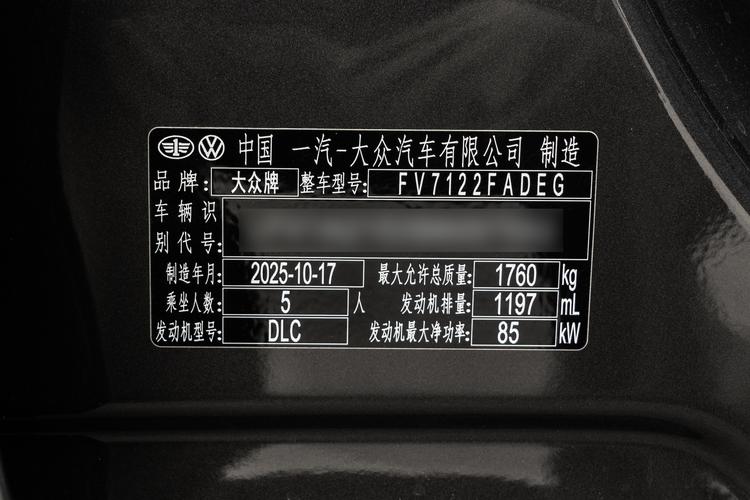 中国 一汽-大众汽车有限公司 制造
品牌: 大众牌 整车型号: FV7122FADEG
车辆识
别代号:
制造年月: 2025-10-17 最大允许总质量: 1760 kg
乘坐人数: 5 人 发动机排量: 1197 mL
发动机型号: DLC 发动机最大净功率: 85 kW